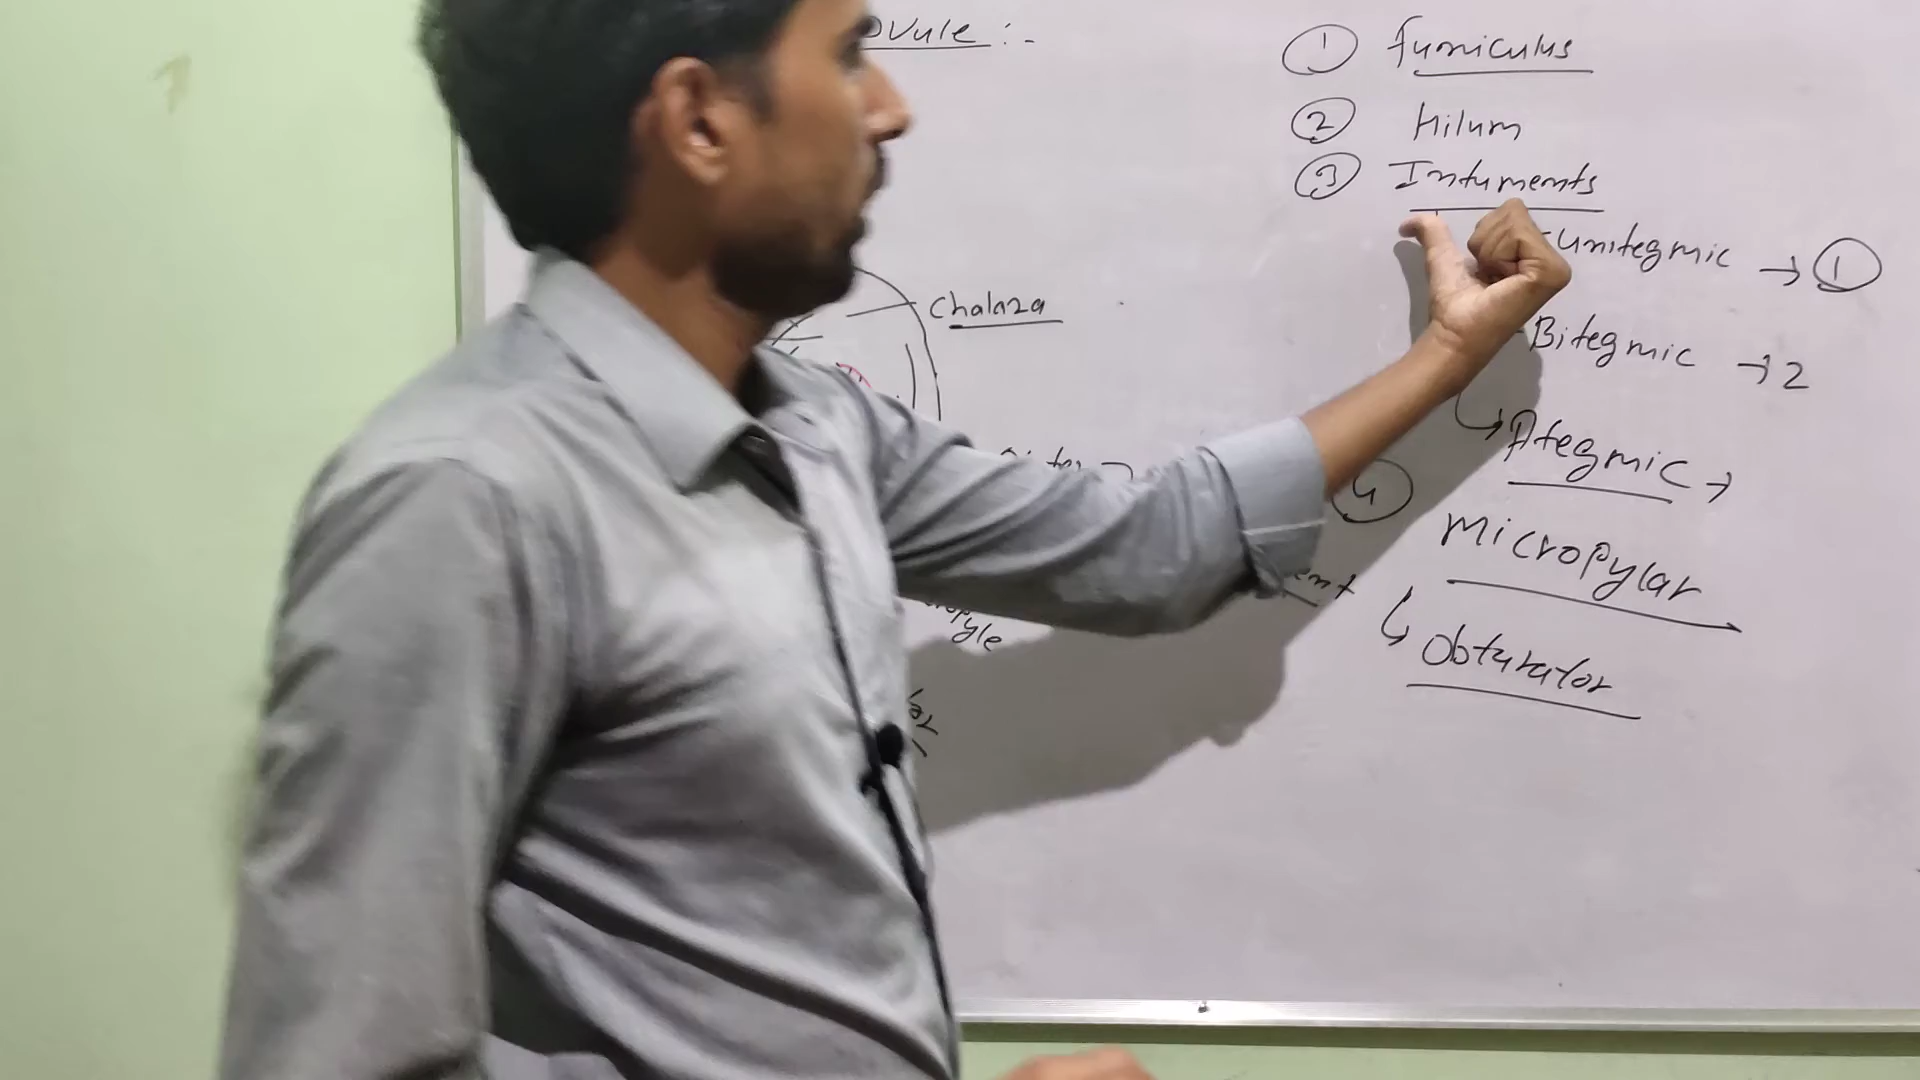 Ovule :-
Chalaza
① Funiculus
② Hilum
③ Intuments
Unitegmic → ①
Bitegmic → 2
↳ Ategmic →
④ Micropylar
↳ Obturator